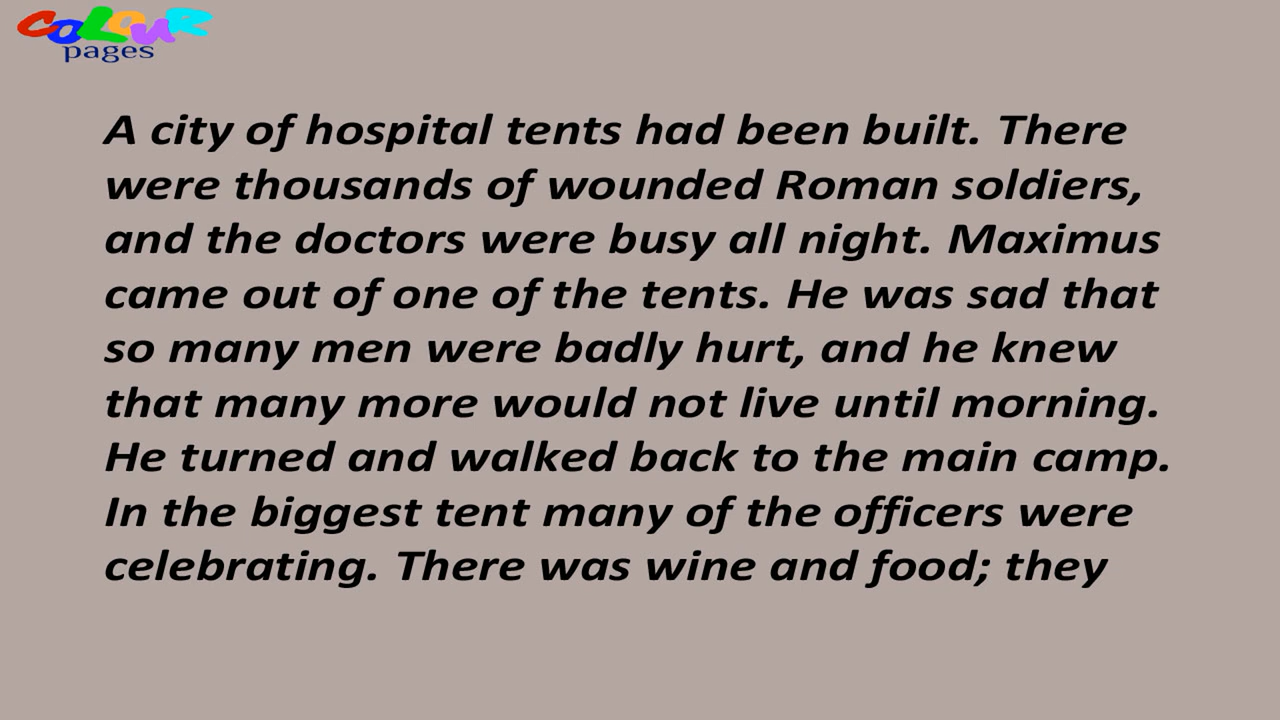 COLOUR
pages
A city of hospital tents had been built. There
were thousands of wounded Roman soldiers,
and the doctors were busy all night. Maximus
came out of one of the tents. He was sad that
so many men were badly hurt, and he knew
that many more would not live until morning.
He turned and walked back to the main camp.
In the biggest tent many of the officers were
celebrating. There was wine and food; they